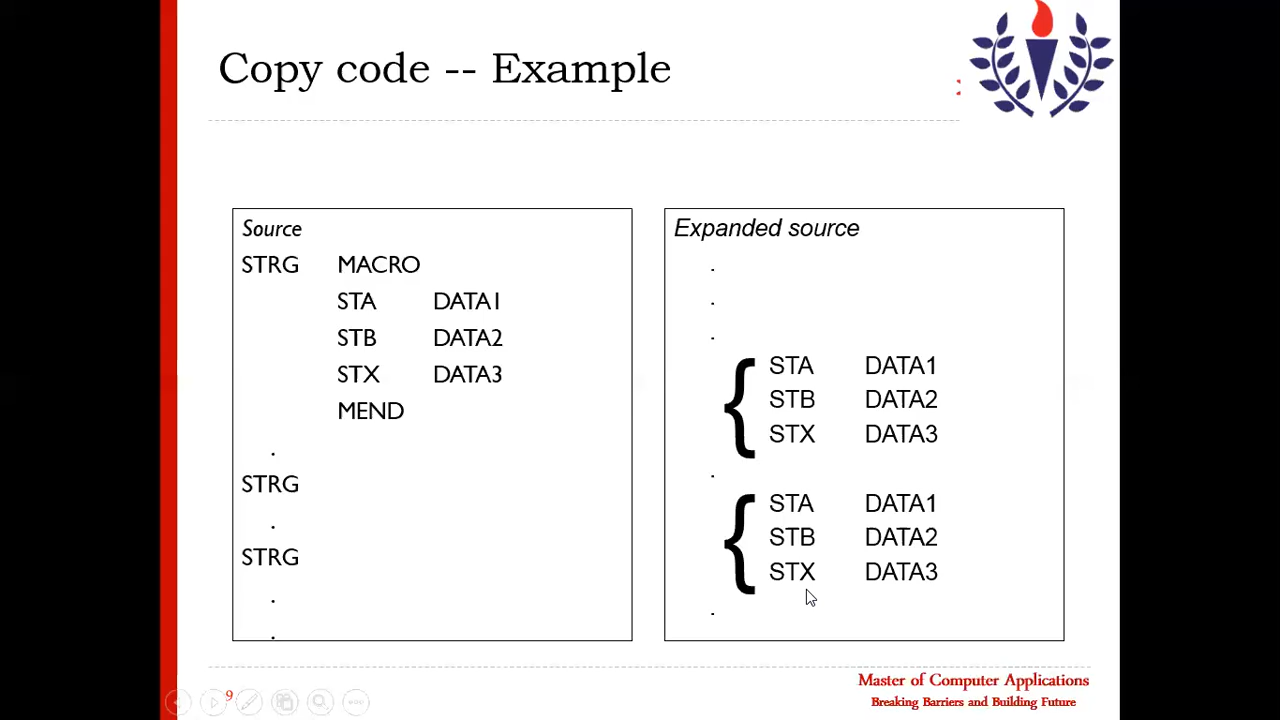 Copy code -- Example
Source
STRG MACRO
STA DATA1
STB DATA2
STX DATA3
MEND
.
STRG
.
STRG
.
.
Expanded source
.
.
.
{ STA DATA1
STB DATA2
STX DATA3
.
{ STA DATA1
STB DATA2
STX DATA3
.
9
Master of Computer Applications
Breaking Barriers and Building Future